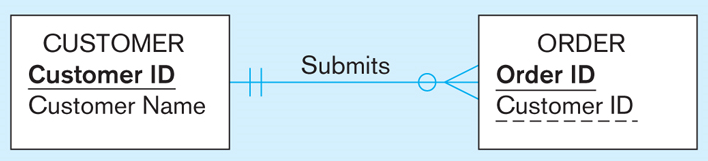 CUSTOMER
Customer ID
Customer Name
Submits
ORDER
Order ID
Customer ID